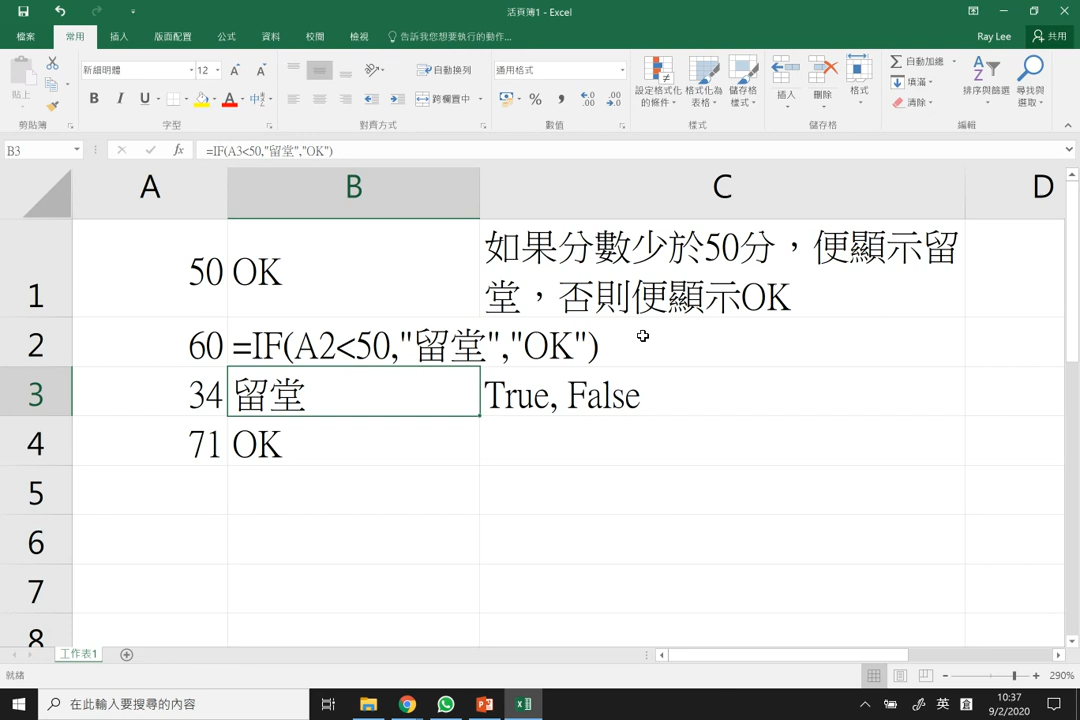 活頁簿1 - Excel
檔案 常用 插入 版面配置 公式 資料 校閱 檢視 告訴我您想要執行的動作... Ray Lee 共用
貼上 新細明體 12 自動換列 通用格式 設定格式化的條件 格式化為表格 儲存格樣式 插入 刪除 格式 自動加總 填滿 清除 排序與篩選 尋找與選取
B I U 跨欄置中 % ,
剪貼簿 字型 對齊方式 數值 樣式 儲存格 編輯
B3 fx =IF(A3<50,"留堂","OK")
A B C D
1 50 OK 如果分數少於50分，便顯示留
堂，否則便顯示OK
2 60 =IF(A2<50,"留堂","OK")
3 34 留堂 True, False
4 71 OK
5
6
7
8
工作表1
就緒 290%
在此輸入要搜尋的內容 英 10:37
9/2/2020